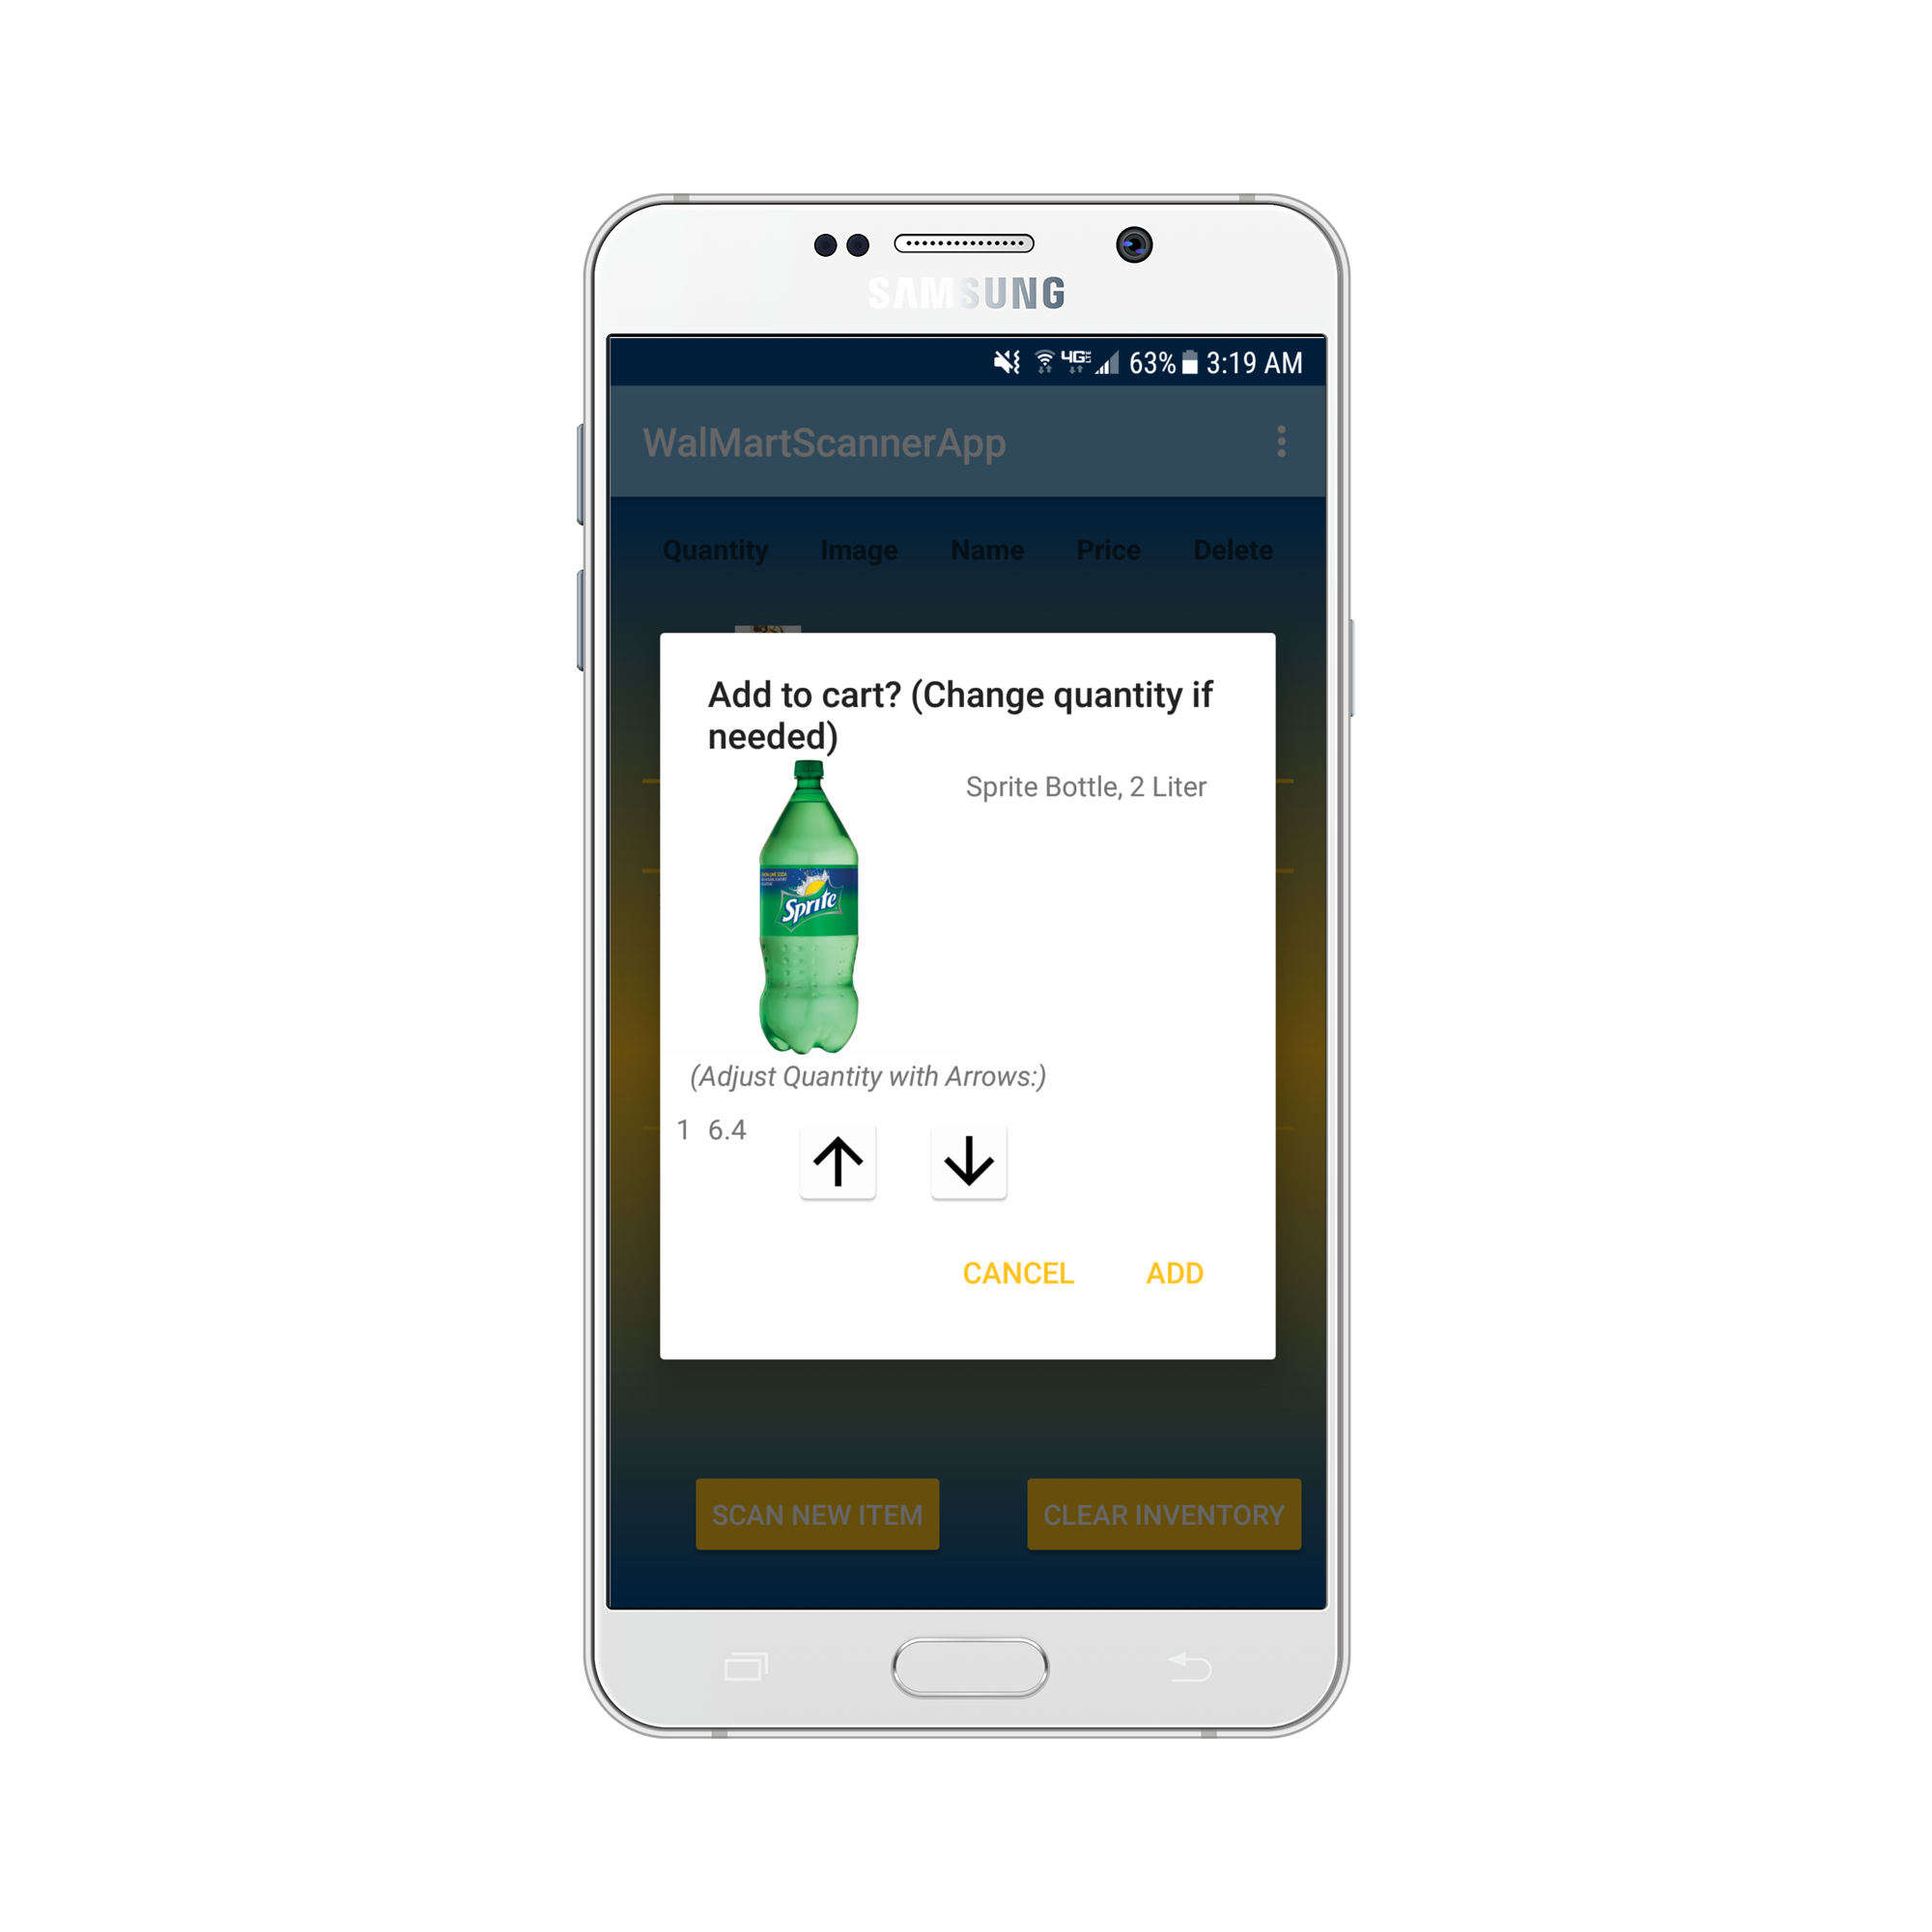 SAMSUNG
4G LTE 63% 3:19 AM
WalMartScannerApp
Quantity Image Name Price Delete
Add to cart? (Change quantity if
needed)
Sprite Bottle, 2 Liter
Sprite
(Adjust Quantity with Arrows:)
1 6.4
CANCEL ADD
SCAN NEW ITEM CLEAR INVENTORY